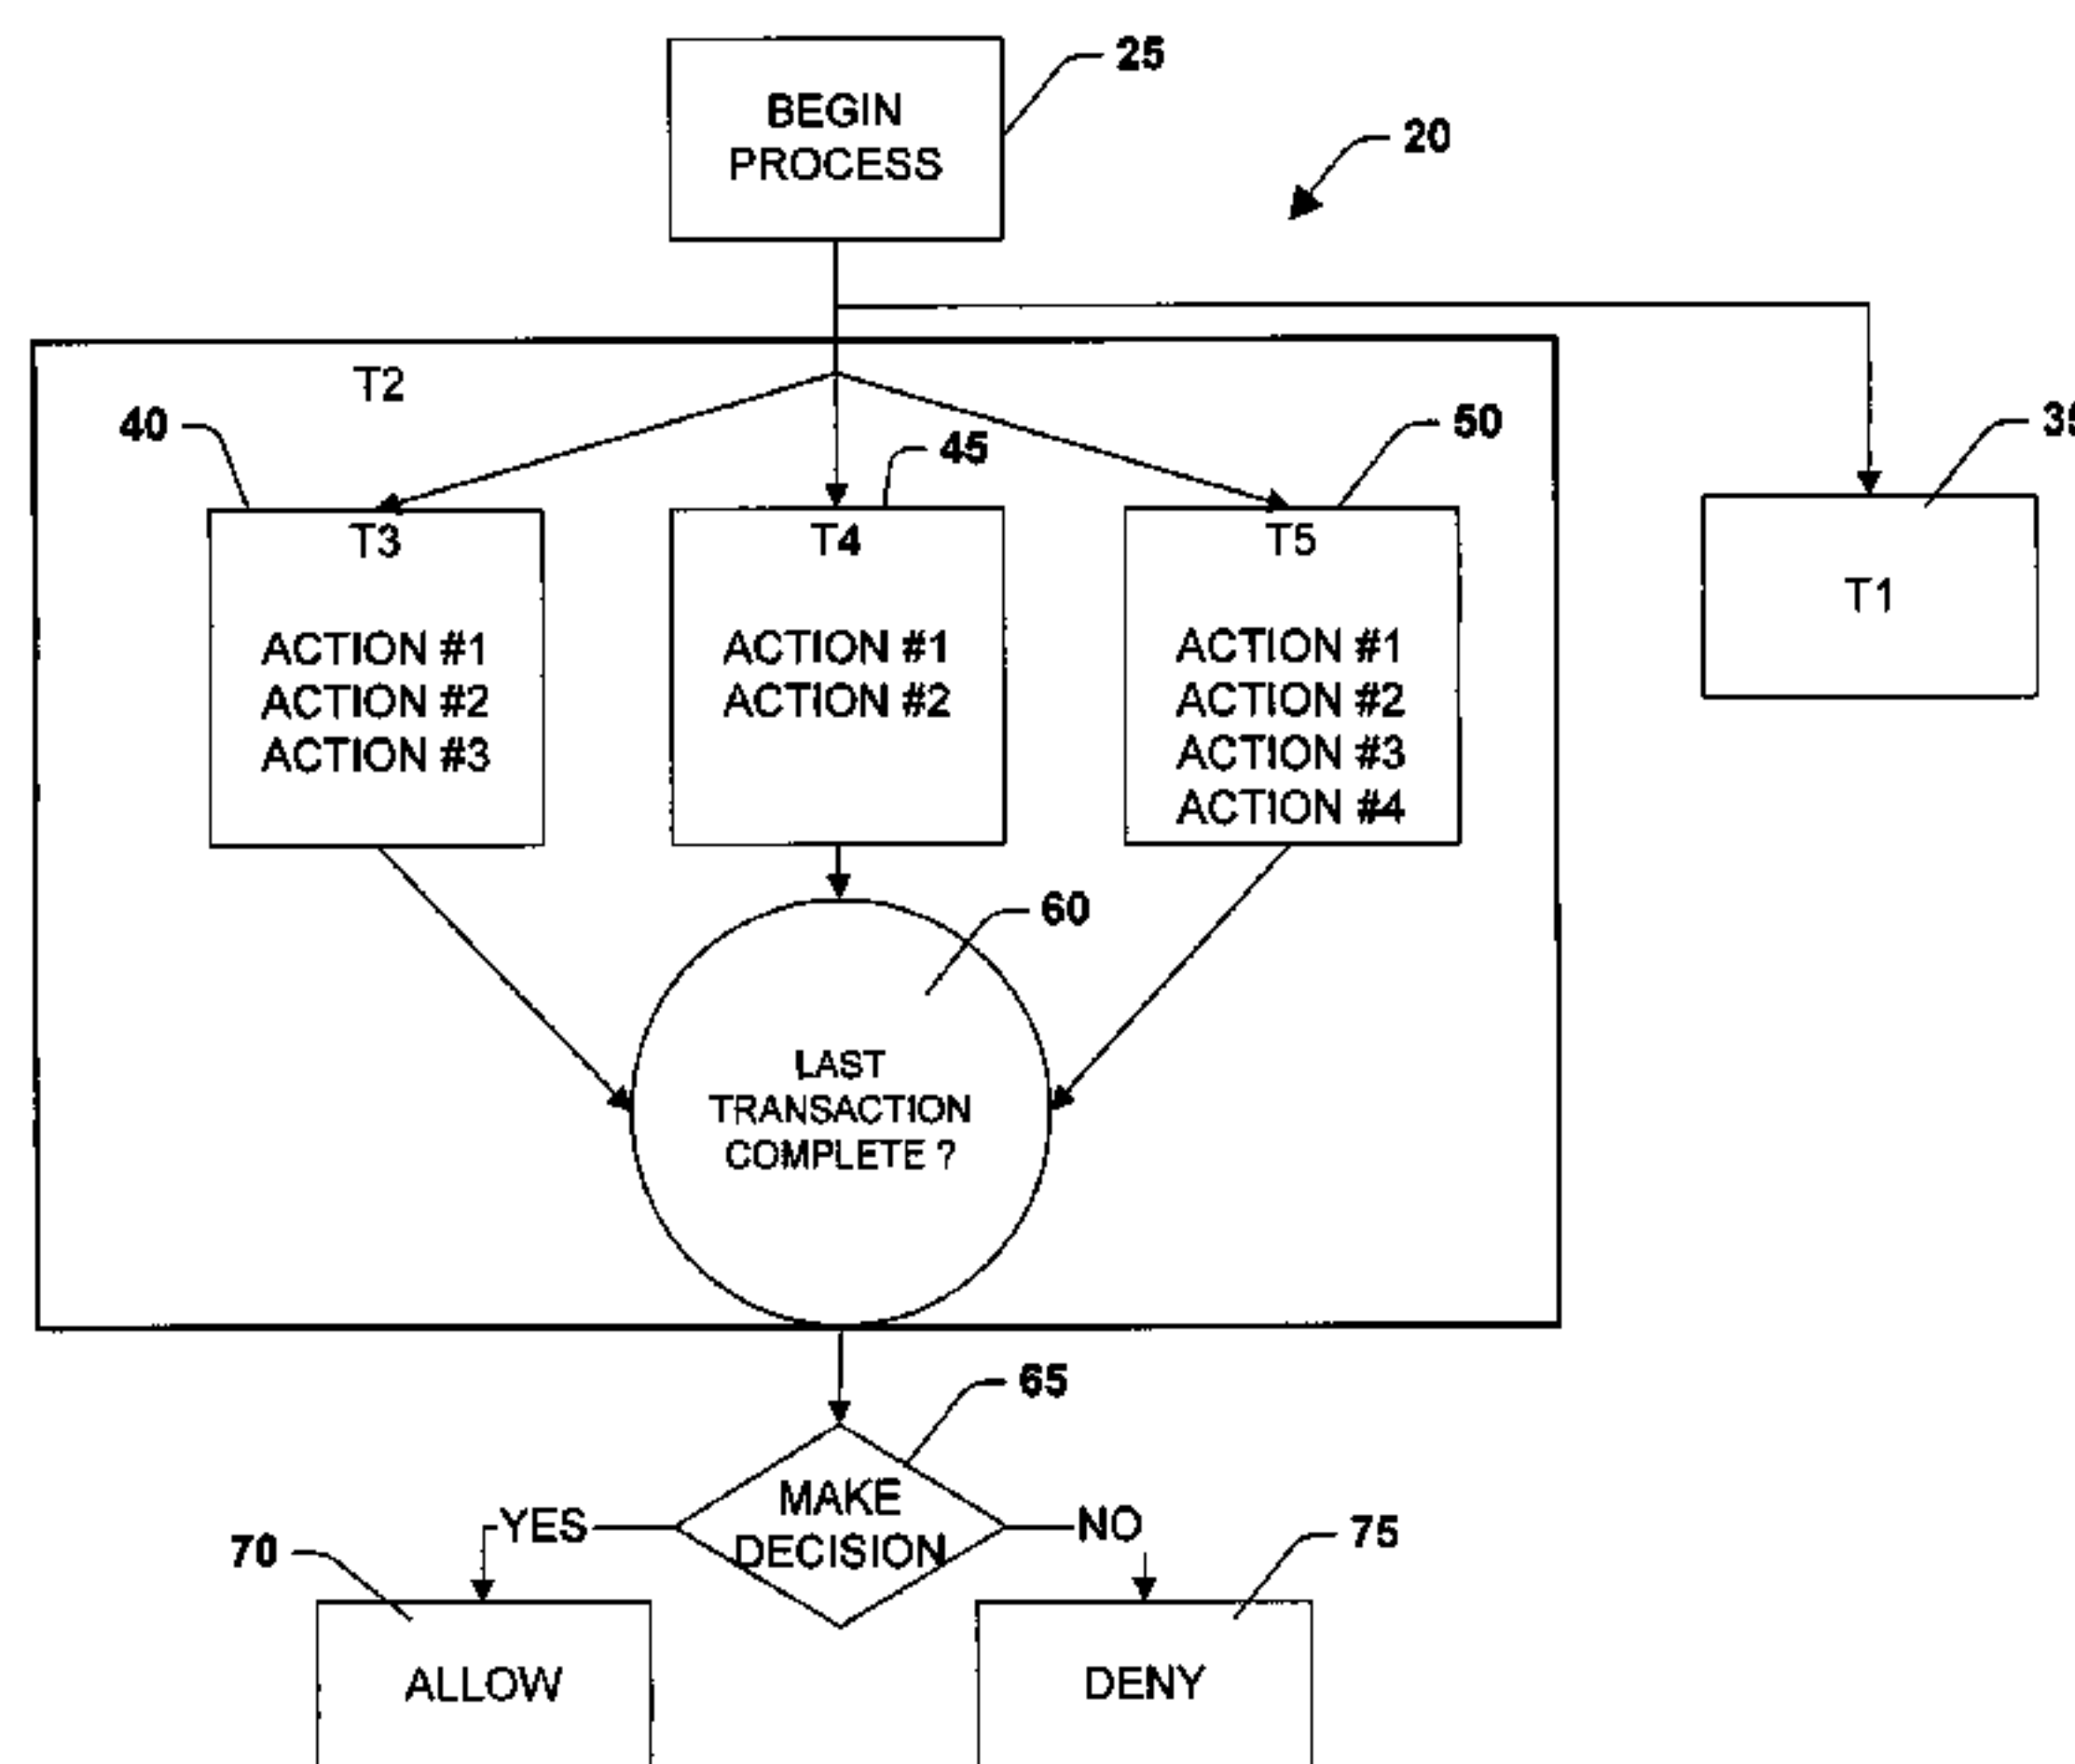 25
BEGIN
PROCESS
20
T2
40
45
50
T3
ACTION #1
ACTION #2
ACTION #3
T4
ACTION #1
ACTION #2
T5
ACTION #1
ACTION #2
ACTION #3
ACTION #4
T1
60
LAST
TRANSACTION
COMPLETE ?
65
MAKE
DECISION
YES
NO
70
75
ALLOW
DENY